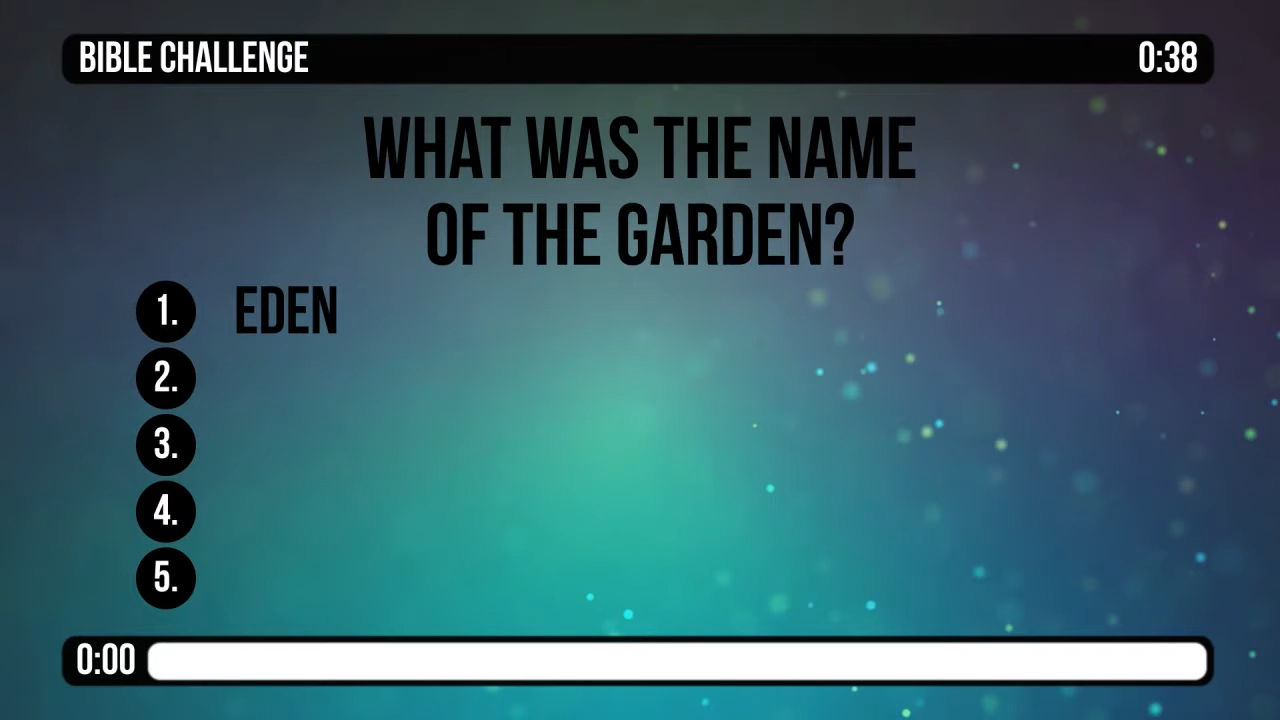 BIBLE CHALLENGE 0:38
WHAT WAS THE NAME
OF THE GARDEN?
1. EDEN
2.
3.
4.
5.
0:00